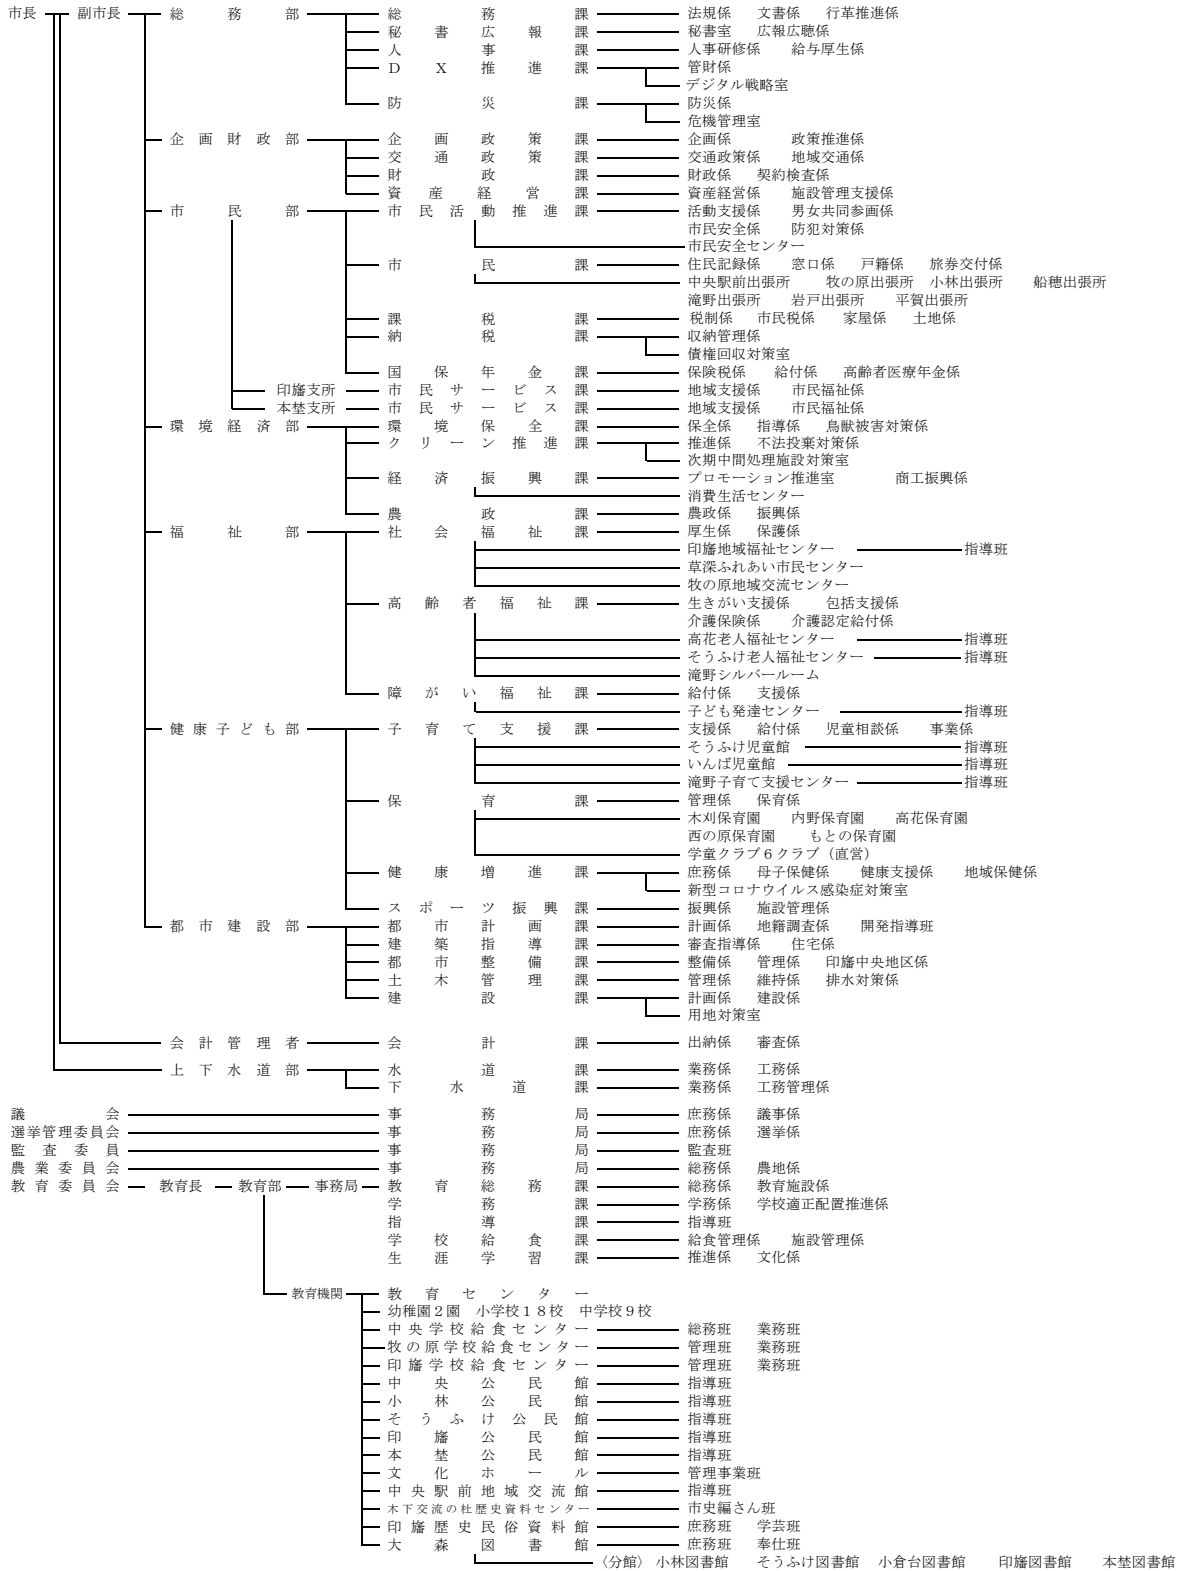 市長 副市長 総務部 総務課 法規係 文書係 行革推進係
秘書広報課 秘書室 広報広聴係
人事課 人事研修係 給与厚生係
DX推進課 管財係
デジタル戦略室
防災課 防災係
危機管理室
企画財政部 企画政策課 企画係 政策推進係
交通政策課 交通政策係 地域交通係
財政課 財政係 契約検査係
資産経営課 資産経営係 施設管理支援係
市民部 市民活動推進課 活動支援係 男女共同参画係
市民安全係 防犯対策係
市民安全センター
市民課 住民記録係 窓口係 戸籍係 旅券交付係
中央駅前出張所 牧の原出張所 小林出張所 船穂出張所
滝野出張所 岩戸出張所 平賀出張所
課税課 税制係 市民税係 家屋係 土地係
納税課 収納管理係
債権回収対策室
国保年金課 保険税係 給付係 高齢者医療年金係
印旛支所 市民サービス課 地域支援係 市民福祉係
本埜支所 市民サービス課 地域支援係 市民福祉係
環境経済部 環境保全課 保全係 指導係 鳥獣被害対策係
クリーン推進課 推進係 不法投棄対策係
次期中間処理施設対策室
経済振興課 プロモーション推進室 商工振興係
消費生活センター
農政課 農政係 振興係
福祉部 社会福祉課 厚生係 保護係
印旛地域福祉センター 指導班
草深ふれあい市民センター
牧の原地域交流センター
高齢者福祉課 生きがい支援係 包括支援係
介護保険係 介護認定給付係
高花老人福祉センター 指導班
そうふけ老人福祉センター 指導班
滝野シルバールーム
障がい福祉課 給付係 支援係
子ども発達センター 指導班
健康子ども部 子育て支援課 支援係 給付係 児童相談係 事業係
そうふけ児童館 指導班
いんば児童館 指導班
滝野子育て支援センター 指導班
保育課 管理係 保育係
木刈保育園 内野保育園 高花保育園
西の原保育園 もとの保育園
学童クラブ6クラブ(直営)
健康増進課 庶務係 母子保健係 健康支援係 地域保健係
新型コロナウイルス感染症対策室
スポーツ振興課 振興係 施設管理係
都市建設部 都市計画課 計画係 地籍調査係 開発指導班
建築指導課 審査指導係 住宅係
都市整備課 整備係 管理係 印旛中央地区係
土木管理課 管理係 維持係 排水対策係
建設課 計画係 建設係
用地対策室
会計管理者 会計課 出納係 審査係
上下水道部 水道課 業務係 工務係
下水道課 業務係 工務管理係
議会 事務局 庶務係 議事係
選挙管理委員会 事務局 庶務係 選挙係
監査委員 事務局 監査班
農業委員会 事務局 総務係 農地係
教育委員会 教育長 教育部 事務局 教育総務課 総務係 教育施設係
学務課 学務係 学校適正配置推進係
指導課 指導班
学校給食課 給食管理係 施設管理係
生涯学習課 推進係 文化係
教育機関 教育センター
幼稚園2園 小学校18校 中学校9校
中央学校給食センター 総務班 業務班
牧の原学校給食センター 管理班 業務班
印旛学校給食センター 管理班 業務班
中央公民館 指導班
小林公民館 指導班
そうふけ公民館 指導班
印旛公民館 指導班
本埜公民館 指導班
文化ホール 管理事業班
中央駅前地域交流館 指導班
木下交流の杜歴史資料センター 市史編さん班
印旛歴史民俗資料館 庶務班 学芸班
大森図書館 庶務班 奉仕班
〈分館〉 小林図書館 そうふけ図書館 小倉台図書館 印旛図書館 本埜図書館